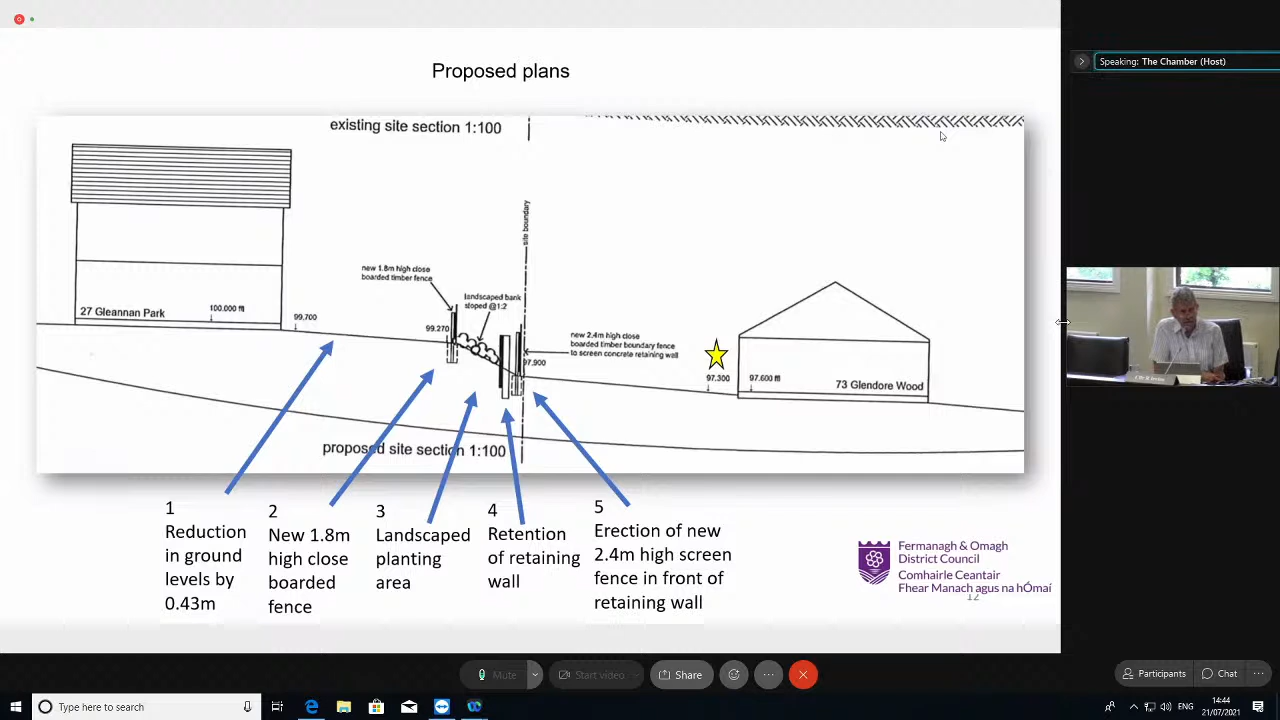 Speaking: The Chamber (Host)
Proposed plans
existing site section 1:100
site boundary
new 1.8m high close
boarded timber fence
landscaped bank
sloped @1:2
27 Gleannan Park
100.000 ffl
99.700
99.270
97.900
new 2.4m high close
boarded timber boundary fence
to screen concrete retaining wall
97.300
97.600 ffl
73 Glendore Wood
proposed site section 1:100
1
Reduction
in ground
levels by
0.43m
2
New 1.8m
high close
boarded
fence
3
Landscaped
planting
area
4
Retention
of retaining
wall
5
Erection of new
2.4m high screen
fence in front of
retaining wall
Fermanagh & Omagh
District Council
Comhairle Ceantair
Fhear Manach agus na hÓmaí
12
Mute
Start video
Share
Participants
Chat
Type here to search
ENG
14:44
21/07/2021